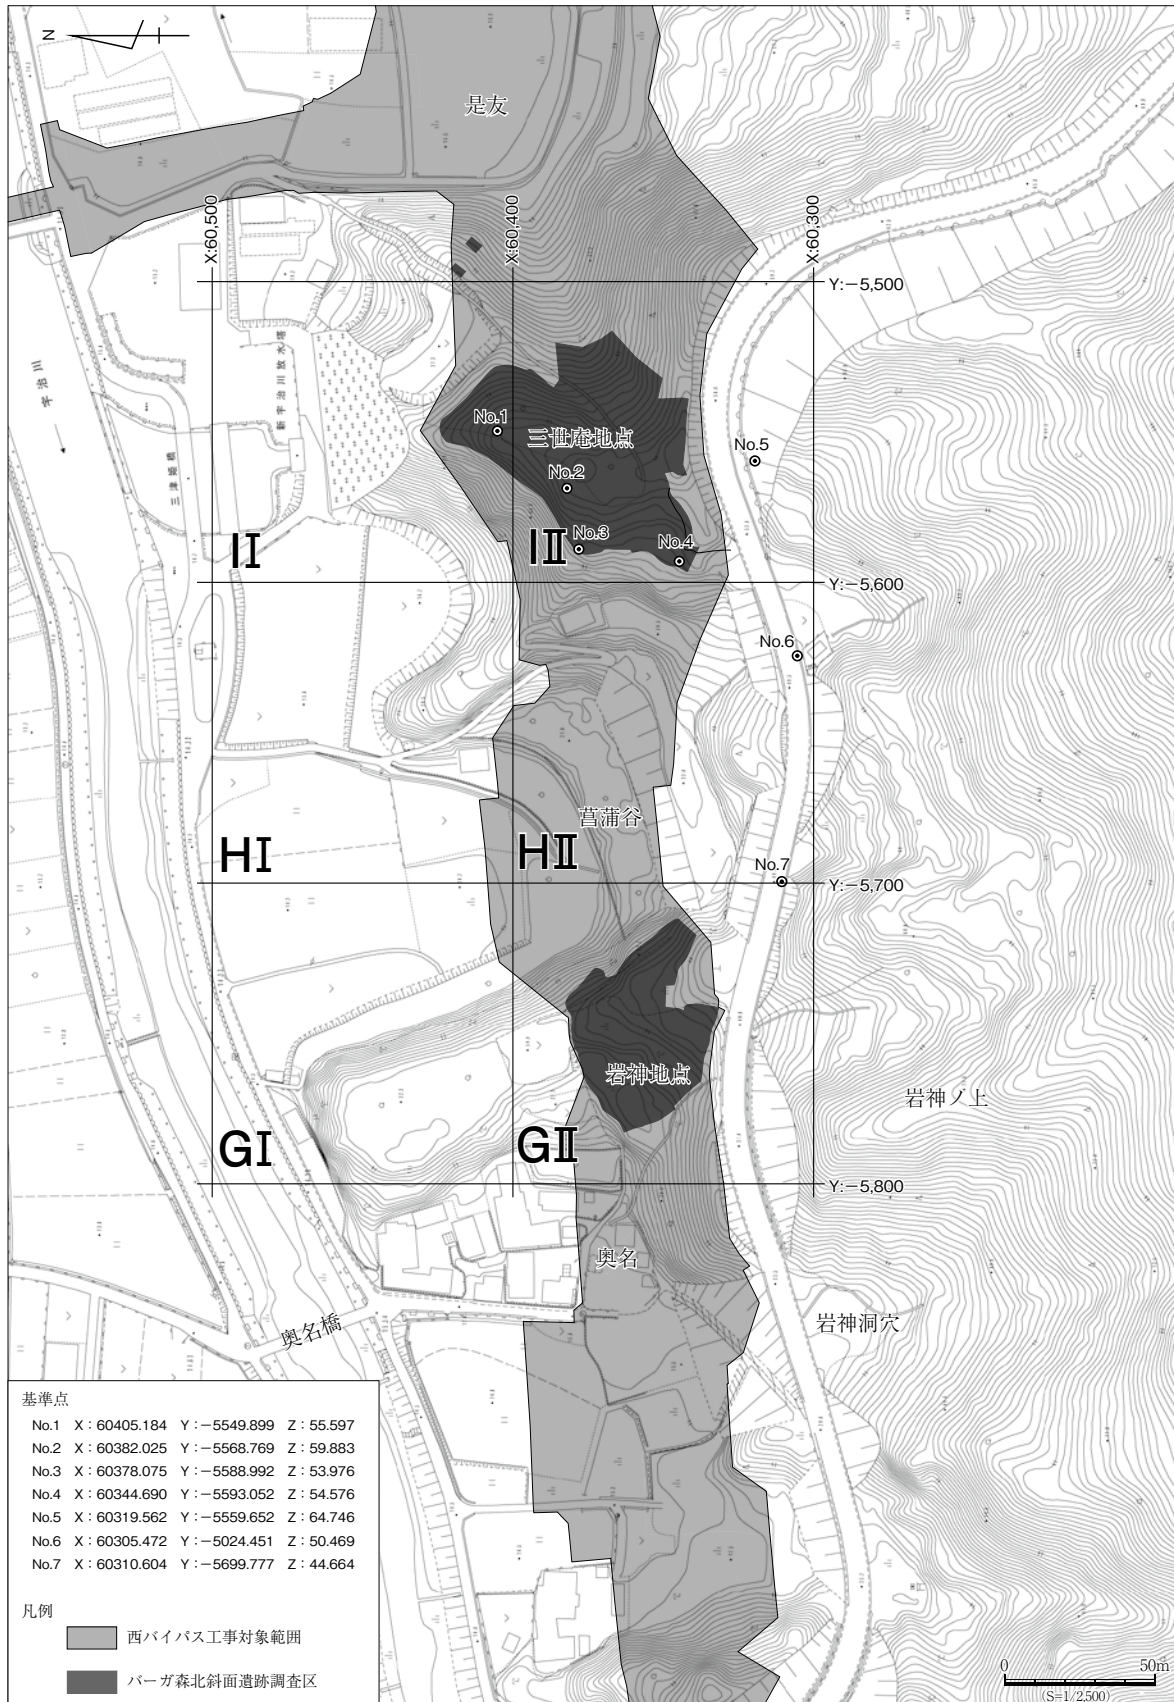 N
是友
X:60,500
X:60,400
X:60,300
Y:−5,500
宇治川
新宇治川放水塔
三津姫橋
No.1
三世庵地点
No.5
No.2
No.3
No.4
II
IⅡ
Y:−5,600
No.6
菖蒲谷
HI
HⅡ
No.7
Y:−5,700
岩神地点
岩神ノ上
GI
GⅡ
Y:−5,800
奥名
奥名橋
岩神洞穴
基準点
No.1 X：60405.184 Y：−5549.899 Z：55.597
No.2 X：60382.025 Y：−5568.769 Z：59.883
No.3 X：60378.075 Y：−5588.992 Z：53.976
No.4 X：60344.690 Y：−5593.052 Z：54.576
No.5 X：60319.562 Y：−5559.652 Z：64.746
No.6 X：60305.472 Y：−5024.451 Z：50.469
No.7 X：60310.604 Y：−5699.777 Z：44.664
凡例
西バイパス工事対象範囲
バーガ森北斜面遺跡調査区
0 50m
(S=1/2,500)